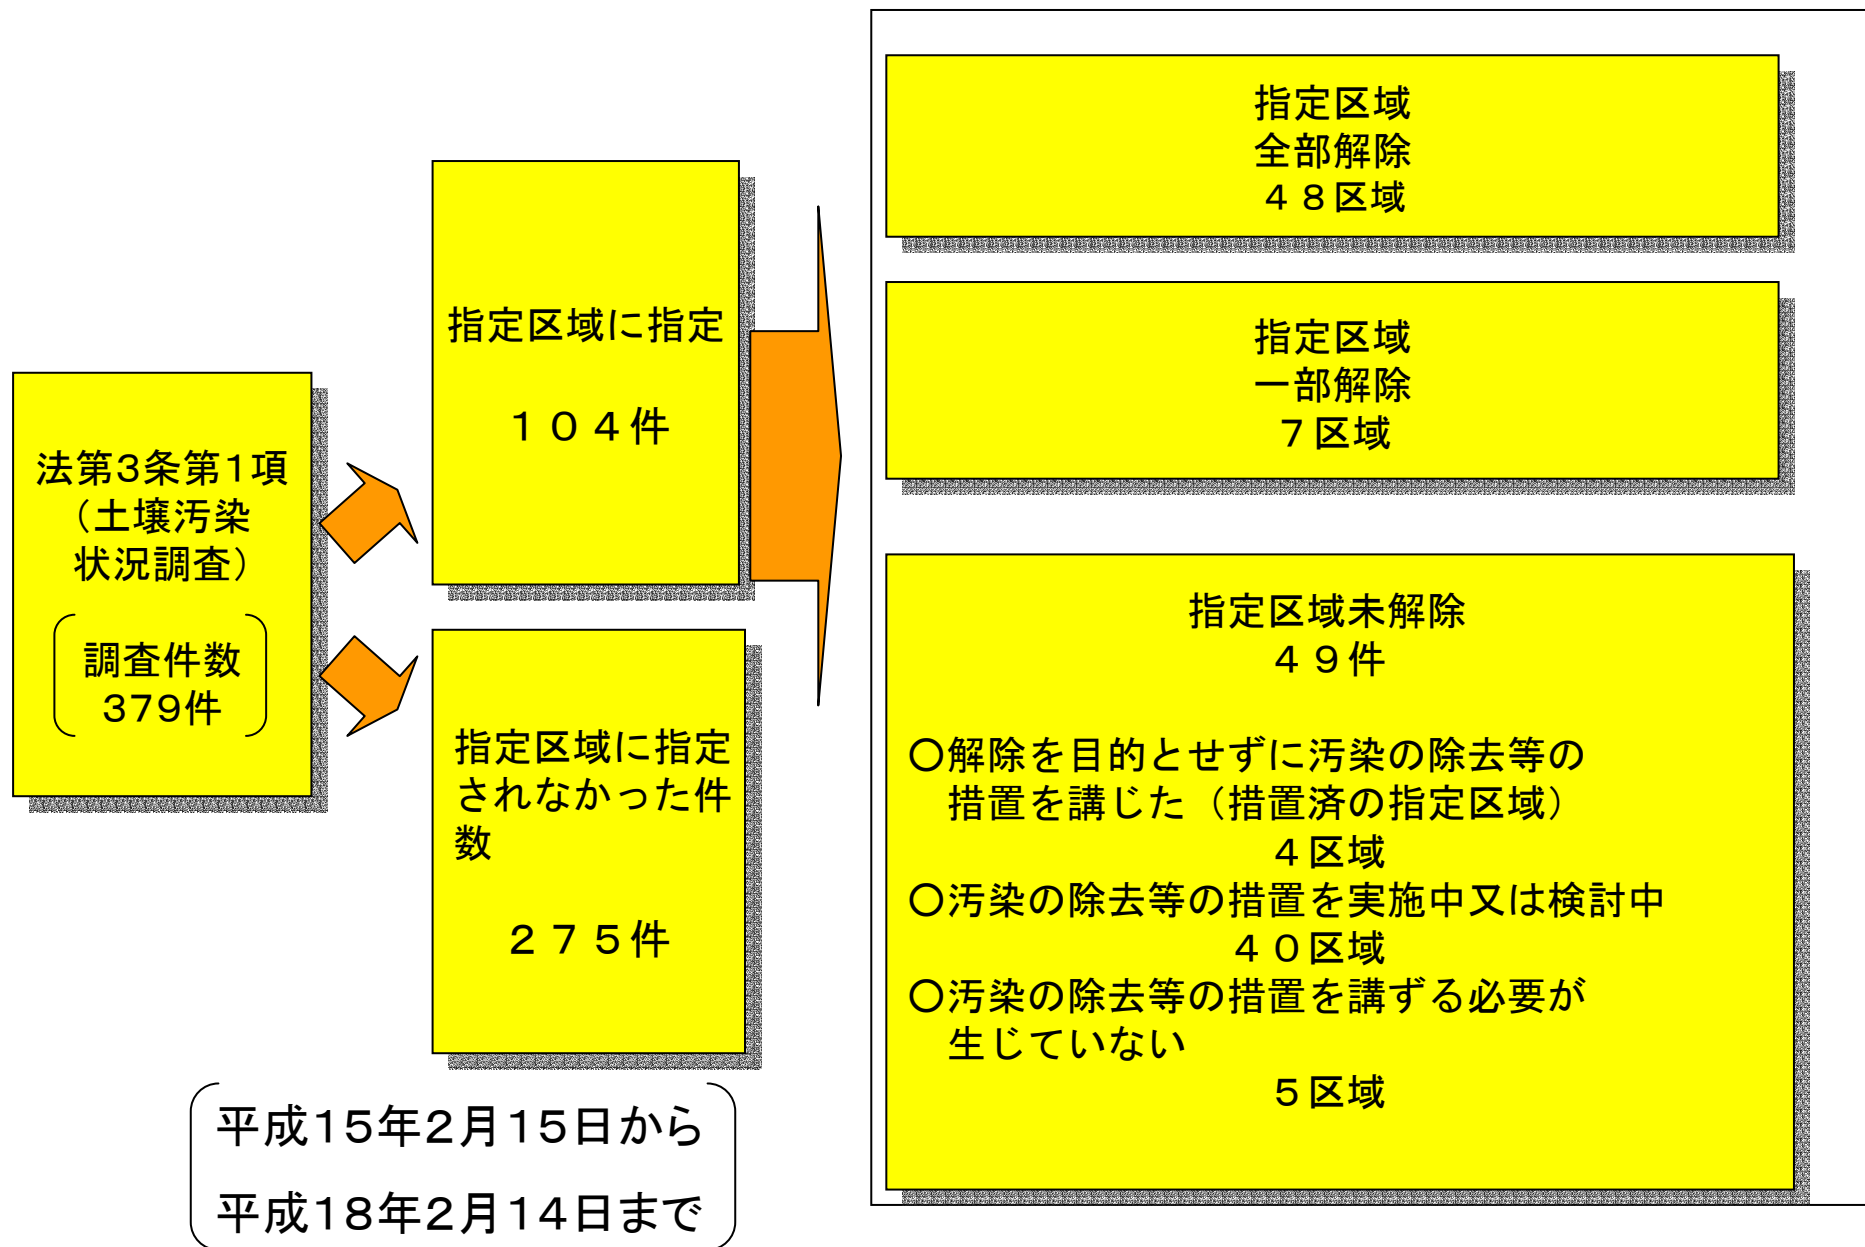 法第3条第1項
（土壌汚染
状況調査）
調査件数
379件
指定区域に指定
１０４件
指定区域に指定
されなかった件
数
２７５件
平成15年2月15日から
平成18年2月14日まで
指定区域
全部解除
４８区域
指定区域
一部解除
７区域
指定区域未解除
４９件
○解除を目的とせずに汚染の除去等の
措置を講じた（措置済の指定区域）
４区域
○汚染の除去等の措置を実施中又は検討中
４０区域
○汚染の除去等の措置を講ずる必要が
生じていない
５区域